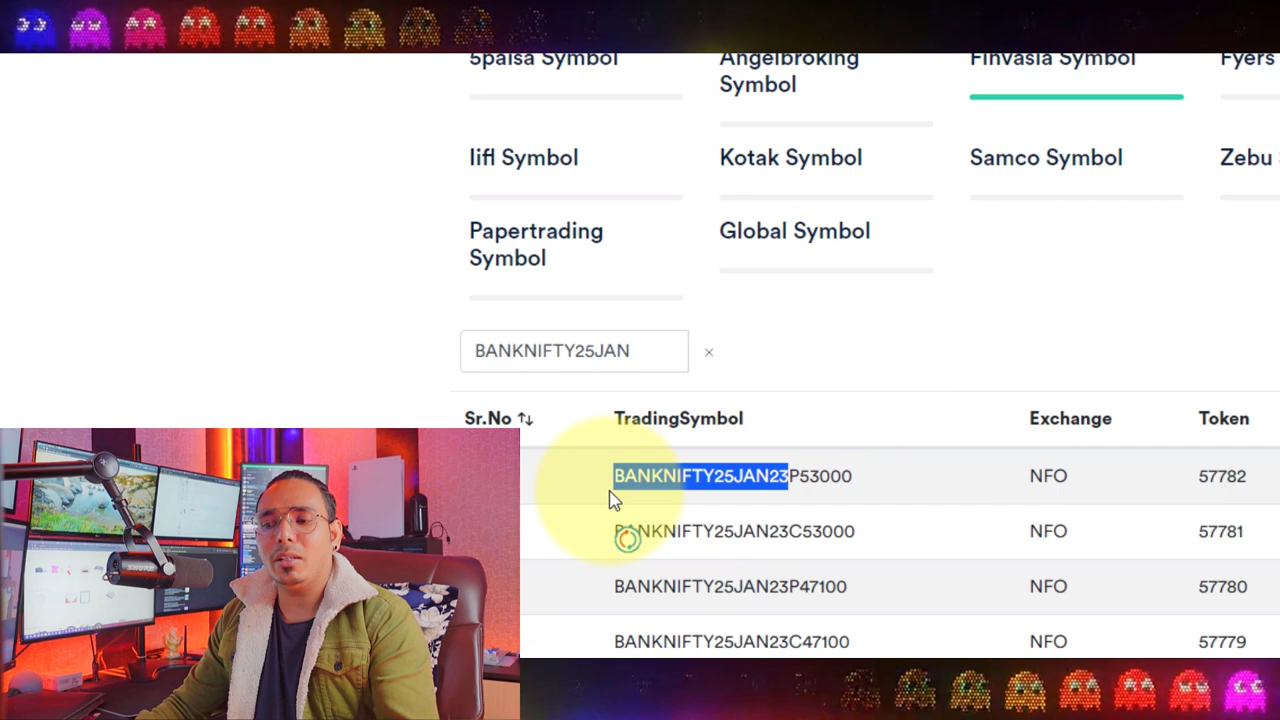 5paisa Symbol
Angelbroking
Symbol
Finvasia Symbol
Fyers
Iifl Symbol
Kotak Symbol
Samco Symbol
Zebu
Papertrading
Symbol
Global Symbol
BANKNIFTY25JAN ×
Sr.No TradingSymbol Exchange Token
BANKNIFTY25JAN23P53000 NFO 57782
BANKNIFTY25JAN23C53000 NFO 57781
BANKNIFTY25JAN23P47100 NFO 57780
BANKNIFTY25JAN23C47100 NFO 57779